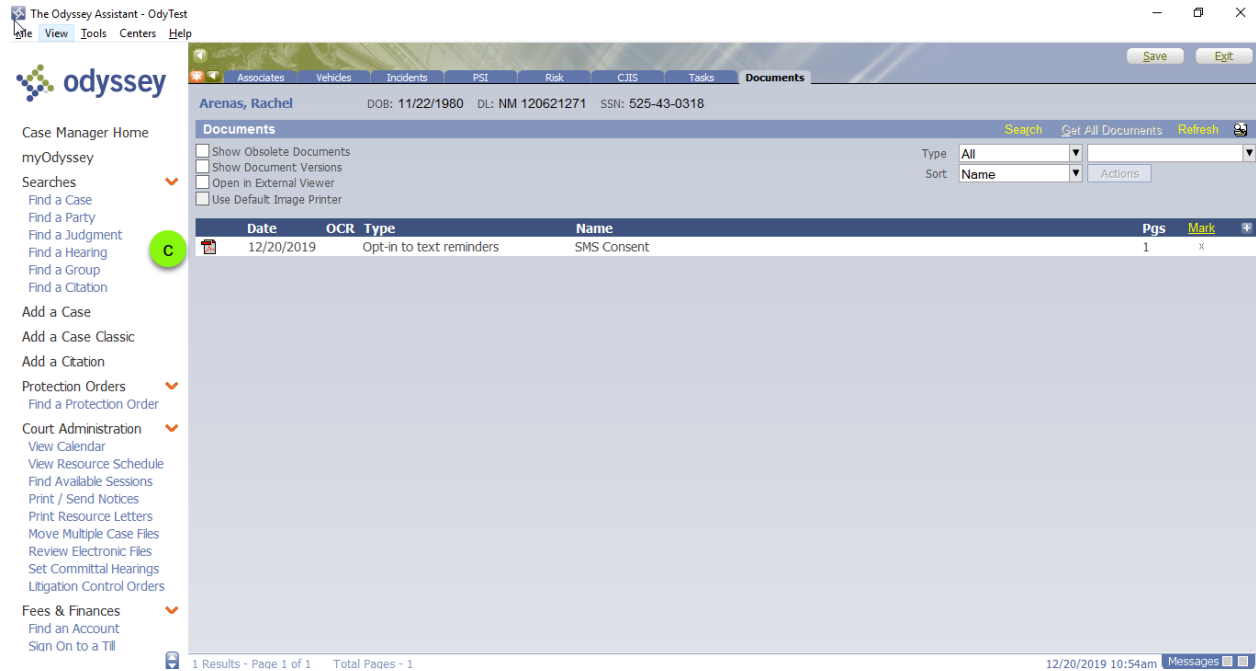 The Odyssey Assistant - OdyTest
File View Tools Centers Help
odyssey
Case Manager Home
myOdyssey
Searches
Find a Case
Find a Party
Find a Judgment
Find a Hearing
Find a Group
Find a Citation
Add a Case
Add a Case Classic
Add a Citation
Protection Orders
Find a Protection Order
Court Administration
View Calendar
View Resource Schedule
Find Available Sessions
Print / Send Notices
Print Resource Letters
Move Multiple Case Files
Review Electronic Files
Set Committal Hearings
Litigation Control Orders
Fees & Finances
Find an Account
Sign On to a Till
Save Exit
Associates Vehicles Incidents PSI Risk CJIS Tasks Documents
Arenas, Rachel DOB: 11/22/1980 DL: NM 120621271 SSN: 525-43-0318
Documents Search Get All Documents Refresh
Show Obsolete Documents
Show Document Versions
Open in External Viewer
Use Default Image Printer
Type All
Sort Name Actions
Date OCR Type Name Pgs Mark
C 12/20/2019 Opt-in to text reminders SMS Consent 1 x
1 Results - Page 1 of 1 Total Pages - 1 12/20/2019 10:54am Messages